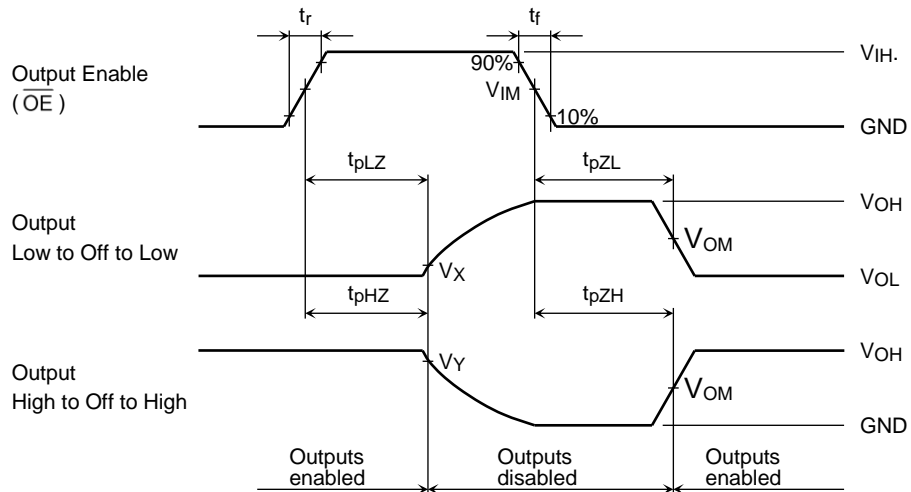 tr
tf
Output Enable
( OE )
90%
VIM
10%
VIH.
GND
tpLZ
tpZL
Output
Low to Off to Low
VX
VOH
VOM
VOL
tpHZ
tpZH
Output
High to Off to High
VY
VOH
VOM
GND
Outputs
enabled
Outputs
disabled
Outputs
enabled